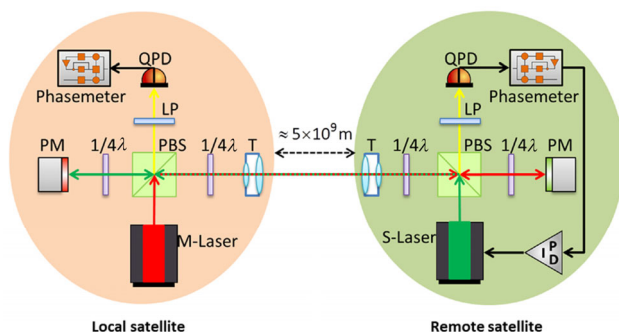 QPD
Phasemeter
LP
PM
1/4λ
PBS
1/4λ
T
M-Laser
Local satellite
≈ 5×10⁹m
QPD
Phasemeter
LP
T
1/4λ
PBS
1/4λ
PM
S-Laser
P
I
D
Remote satellite